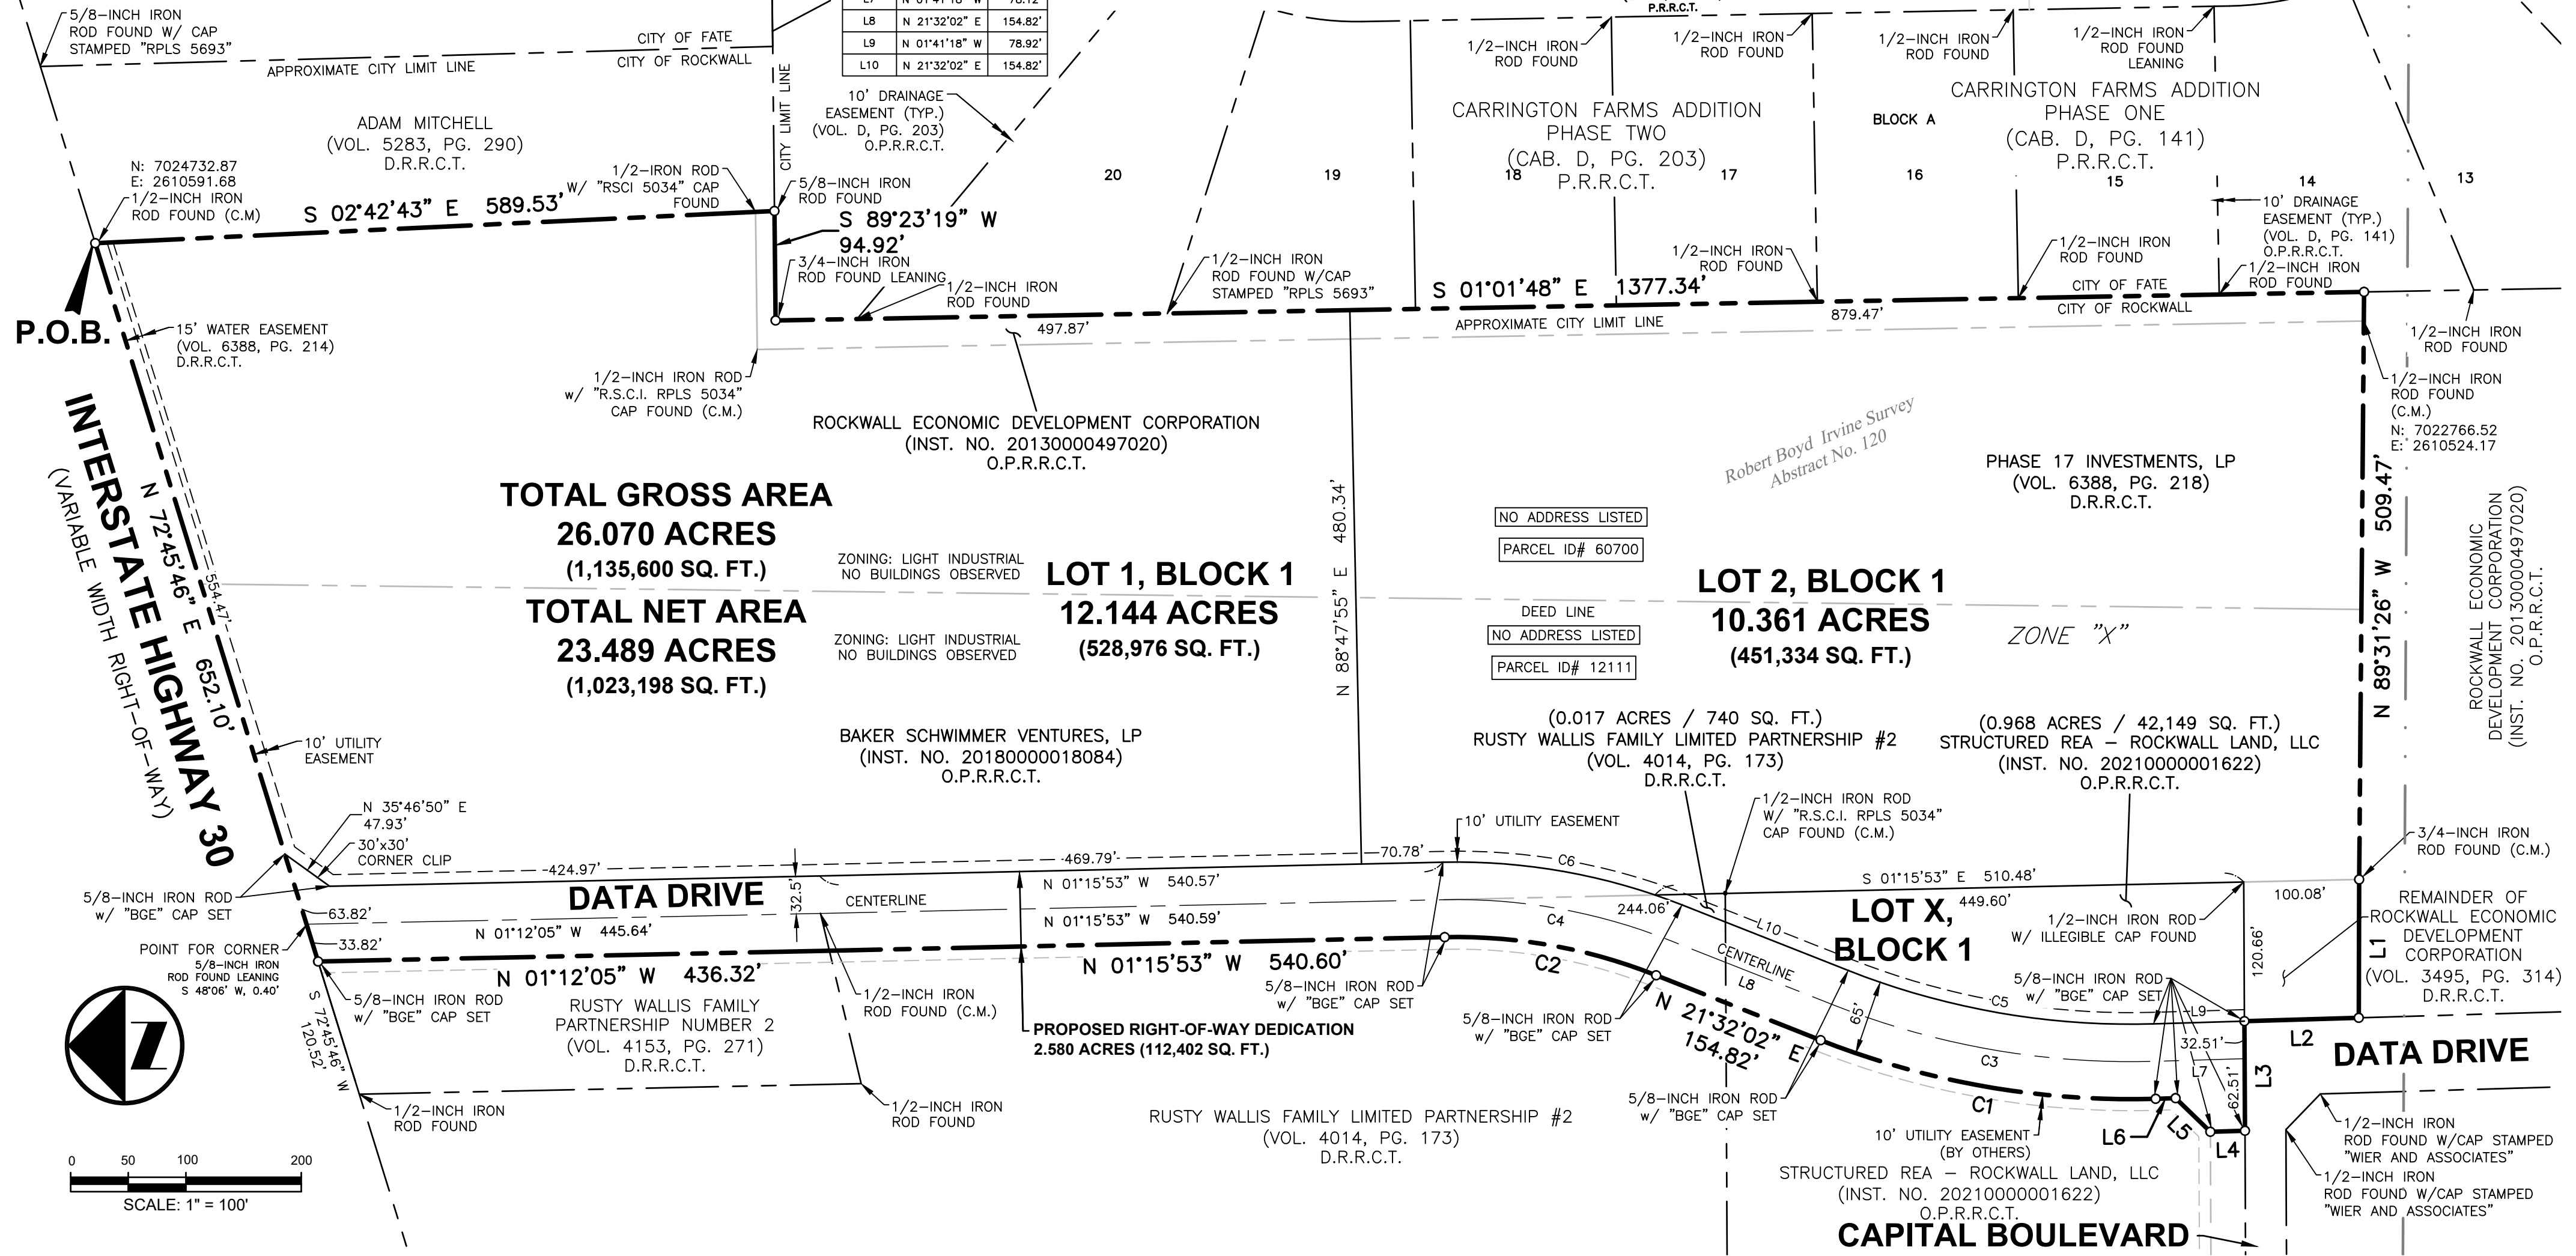 5/8-INCH IRON
ROD FOUND W/ CAP
STAMPED "RPLS 5693"
CITY OF FATE
APPROXIMATE CITY LIMIT LINE
CITY OF ROCKWALL
CITY LIMIT LINE
L8 N 21°32'02" E 154.82'
L9 N 01°41'18" W 78.92'
L10 N 21°32'02" E 154.82'
P.R.R.C.T.
ADAM MITCHELL
(VOL. 5283, PG. 290)
D.R.R.C.T.
10' DRAINAGE
EASEMENT (TYP.)
(VOL. D, PG. 203)
O.P.R.R.C.T.
1/2-INCH IRON
ROD FOUND
1/2-INCH IRON
ROD FOUND
1/2-INCH IRON
ROD FOUND
1/2-INCH IRON
ROD FOUND
LEANING
CARRINGTON FARMS ADDITION
PHASE TWO
(CAB. D, PG. 203)
P.R.R.C.T.
BLOCK A
CARRINGTON FARMS ADDITION
PHASE ONE
(CAB. D, PG. 141)
P.R.R.C.T.
20
19
18
17
16
15
14
13
N: 7024732.87
E: 2610591.68
1/2-INCH IRON
ROD FOUND (C.M)
S 02°42'43" E 589.53'
1/2-IRON ROD
W/ "RSCI 5034" CAP
FOUND
5/8-INCH IRON
ROD FOUND
S 89°23'19" W
94.92'
3/4-INCH IRON
ROD FOUND LEANING
1/2-INCH IRON
ROD FOUND
1/2-INCH IRON
ROD FOUND W/CAP
STAMPED "RPLS 5693"
1/2-INCH IRON
ROD FOUND
1/2-INCH IRON
ROD FOUND
10' DRAINAGE
EASEMENT (TYP.)
(VOL. D, PG. 141)
O.P.R.R.C.T.
1/2-INCH IRON
ROD FOUND
S 01°01'48" E 1377.34'
CITY OF FATE
497.87'
APPROXIMATE CITY LIMIT LINE
879.47'
CITY OF ROCKWALL
1/2-INCH IRON
ROD FOUND
P.O.B.
15' WATER EASEMENT
(VOL. 6388, PG. 214)
D.R.R.C.T.
1/2-INCH IRON ROD
w/ "R.S.C.I. RPLS 5034"
CAP FOUND (C.M.)
1/2-INCH IRON
ROD FOUND
(C.M.)
N: 7022766.52
E: 2610524.17
INTERSTATE HIGHWAY 30
(VARIABLE WIDTH RIGHT-OF-WAY)
N 72°45'46" E 652.10'
554.47'
ROCKWALL ECONOMIC DEVELOPMENT CORPORATION
(INST. NO. 20130000497020)
O.P.R.R.C.T.
Robert Boyd Irvine Survey
Abstract No. 120
PHASE 17 INVESTMENTS, LP
(VOL. 6388, PG. 218)
D.R.R.C.T.
N 89°31'26" W 509.47'
ROCKWALL ECONOMIC
DEVELOPMENT CORPORATION
(INST. NO. 20130000497020)
O.P.R.R.C.T.
TOTAL GROSS AREA
26.070 ACRES
(1,135,600 SQ. FT.)
TOTAL NET AREA
23.489 ACRES
(1,023,198 SQ. FT.)
ZONING: LIGHT INDUSTRIAL
NO BUILDINGS OBSERVED
ZONING: LIGHT INDUSTRIAL
NO BUILDINGS OBSERVED
LOT 1, BLOCK 1
12.144 ACRES
(528,976 SQ. FT.)
N 88°47'55" E 480.34'
NO ADDRESS LISTED
PARCEL ID# 60700
DEED LINE
NO ADDRESS LISTED
PARCEL ID# 12111
LOT 2, BLOCK 1
10.361 ACRES
(451,334 SQ. FT.)
ZONE "X"
10' UTILITY
EASEMENT
BAKER SCHWIMMER VENTURES, LP
(INST. NO. 20180000018084)
O.P.R.R.C.T.
(0.017 ACRES / 740 SQ. FT.)
RUSTY WALLIS FAMILY LIMITED PARTNERSHIP #2
(VOL. 4014, PG. 173)
D.R.R.C.T.
(0.968 ACRES / 42,149 SQ. FT.)
STRUCTURED REA – ROCKWALL LAND, LLC
(INST. NO. 20210000001622)
O.P.R.R.C.T.
N 35°46'50" E
47.93'
30'x30'
CORNER CLIP
10' UTILITY EASEMENT
1/2-INCH IRON ROD
W/ "R.S.C.I. RPLS 5034"
CAP FOUND (C.M.)
3/4-INCH IRON
ROD FOUND (C.M.)
424.97'
469.79'
70.78'
C6
5/8-INCH IRON ROD
w/ "BGE" CAP SET
DATA DRIVE
32.5'
CENTERLINE
N 01°15'53" W 540.57'
N 01°15'53" W 540.59'
S 01°15'53" E 510.48'
449.60'
244.06'
L10
C4
LOT X,
BLOCK 1
1/2-INCH IRON ROD
W/ ILLEGIBLE CAP FOUND
100.08'
120.66'
L1
REMAINDER OF
ROCKWALL ECONOMIC
DEVELOPMENT
CORPORATION
(VOL. 3495, PG. 314)
D.R.R.C.T.
63.82'
33.82'
POINT FOR CORNER
5/8-INCH IRON
ROD FOUND LEANING
S 48°06' W, 0.40'
N 01°12'05" W 445.64'
N 01°12'05" W 436.32'
N 01°15'53" W 540.60'
C2
CENTERLINE
L8
C5
5/8-INCH IRON ROD
w/ "BGE" CAP SET
L9
32.51'
L2
DATA DRIVE
5/8-INCH IRON ROD
w/ "BGE" CAP SET
RUSTY WALLIS FAMILY
PARTNERSHIP NUMBER 2
(VOL. 4153, PG. 271)
D.R.R.C.T.
1/2-INCH IRON
ROD FOUND (C.M.)
5/8-INCH IRON ROD
w/ "BGE" CAP SET
PROPOSED RIGHT-OF-WAY DEDICATION
2.580 ACRES (112,402 SQ. FT.)
5/8-INCH IRON ROD
w/ "BGE" CAP SET
N 21°32'02" E
154.82'
65'
C3
L7
62.51'
L3
S 72°45'46" W
120.52'
Z
1/2-INCH IRON
ROD FOUND
1/2-INCH IRON
ROD FOUND
RUSTY WALLIS FAMILY LIMITED PARTNERSHIP #2
(VOL. 4014, PG. 173)
D.R.R.C.T.
5/8-INCH IRON ROD
w/ "BGE" CAP SET
C1
L6
L5
L4
10' UTILITY EASEMENT
(BY OTHERS)
STRUCTURED REA – ROCKWALL LAND, LLC
(INST. NO. 20210000001622)
O.P.R.R.C.T.
1/2-INCH IRON
ROD FOUND W/CAP STAMPED
"WIER AND ASSOCIATES"
1/2-INCH IRON
ROD FOUND W/CAP STAMPED
"WIER AND ASSOCIATES"
0 50 100 200
SCALE: 1" = 100'
CAPITAL BOULEVARD